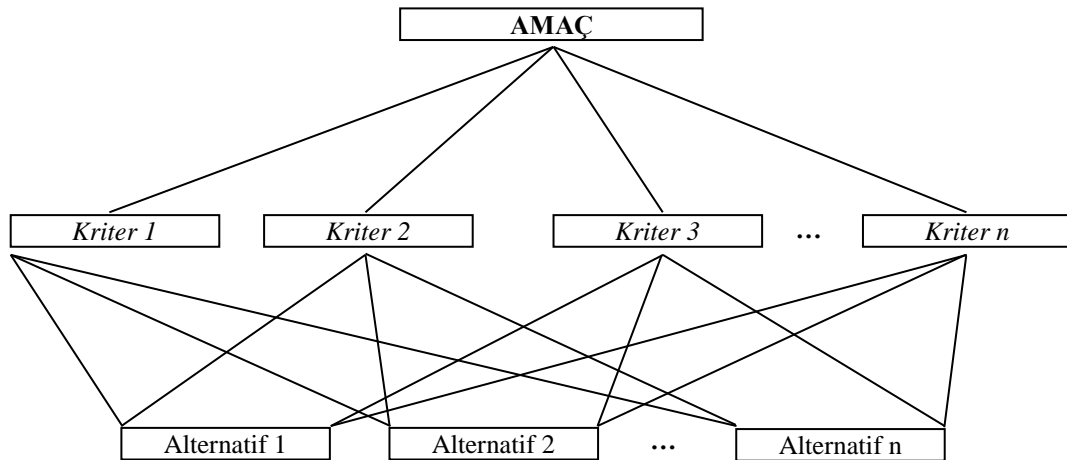 AMAÇ
Kriter 1 Kriter 2 Kriter 3 ... Kriter n
Alternatif 1 Alternatif 2 ... Alternatif n